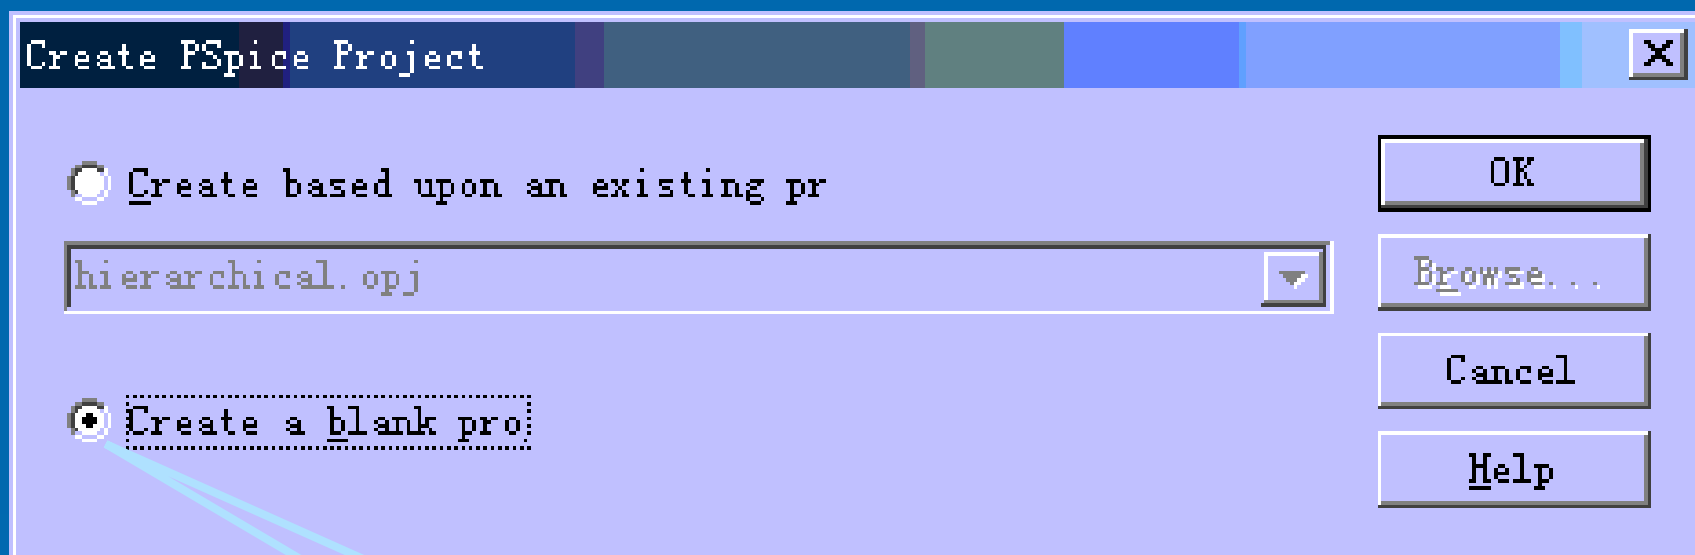 Create PSpice Project
Create based upon an existing pr
OK
hierarchical.opj
Browse...
Cancel
Create a blank pro
Help